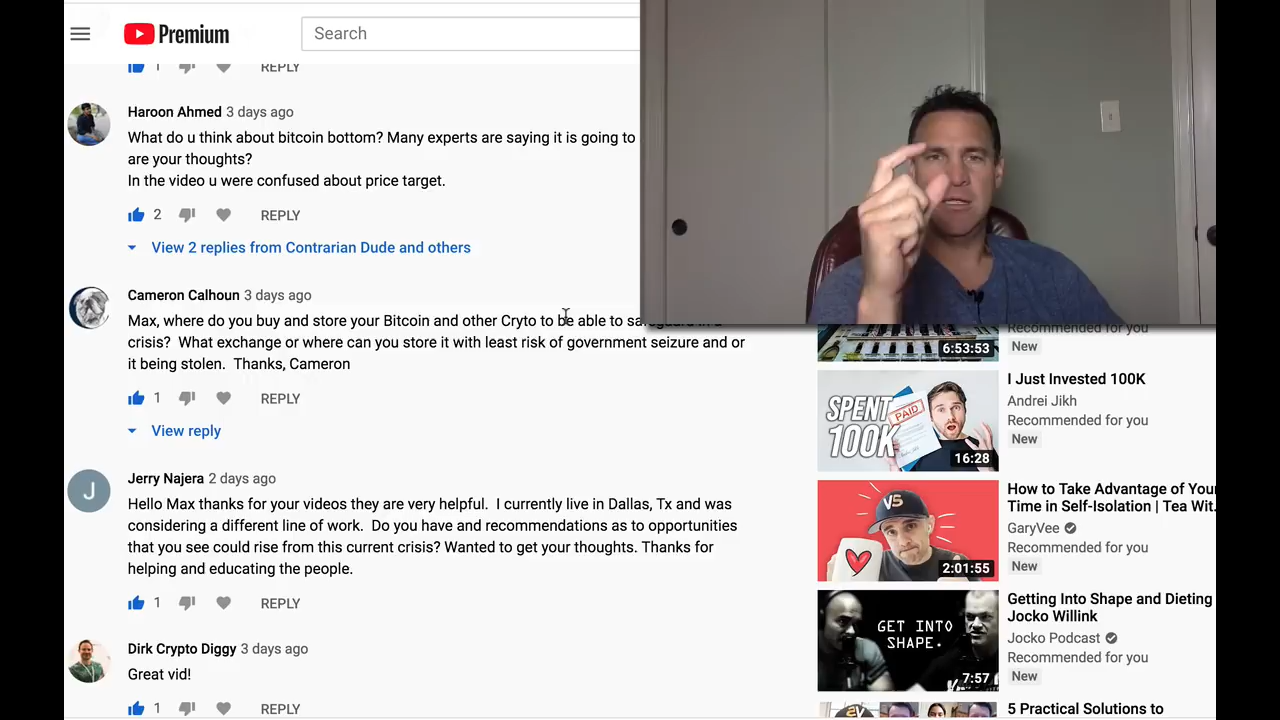 Premium
Search
1 REPLY
Haroon Ahmed 3 days ago
What do u think about bitcoin bottom? Many experts are saying it is going to
are your thoughts?
In the video u were confused about price target.
2 REPLY
View 2 replies from Contrarian Dude and others
Cameron Calhoun 3 days ago
Max, where do you buy and store your Bitcoin and other Cryto to be able to safeguard in a
crisis?  What exchange or where can you store it with least risk of government seizure and or
it being stolen.  Thanks, Cameron
1 REPLY
View reply
J
Jerry Najera 2 days ago
Hello Max thanks for your videos they are very helpful.  I currently live in Dallas, Tx and was
considering a different line of work.  Do you have and recommendations as to opportunities
that you see could rise from this current crisis? Wanted to get your thoughts. Thanks for
helping and educating the people.
1 REPLY
Dirk Crypto Diggy 3 days ago
Great vid!
1 REPLY
6:53:53
Recommended for you
New
SPENT
100K
PAID
16:28
I Just Invested 100K
Andrei Jikh
Recommended for you
New
VS
2:01:55
How to Take Advantage of Your
Time in Self-Isolation | Tea Wit...
GaryVee
Recommended for you
New
GET INTO
SHAPE.
7:57
Getting Into Shape and Dieting
Jocko Willink
Jocko Podcast
Recommended for you
New
5 Practical Solutions to